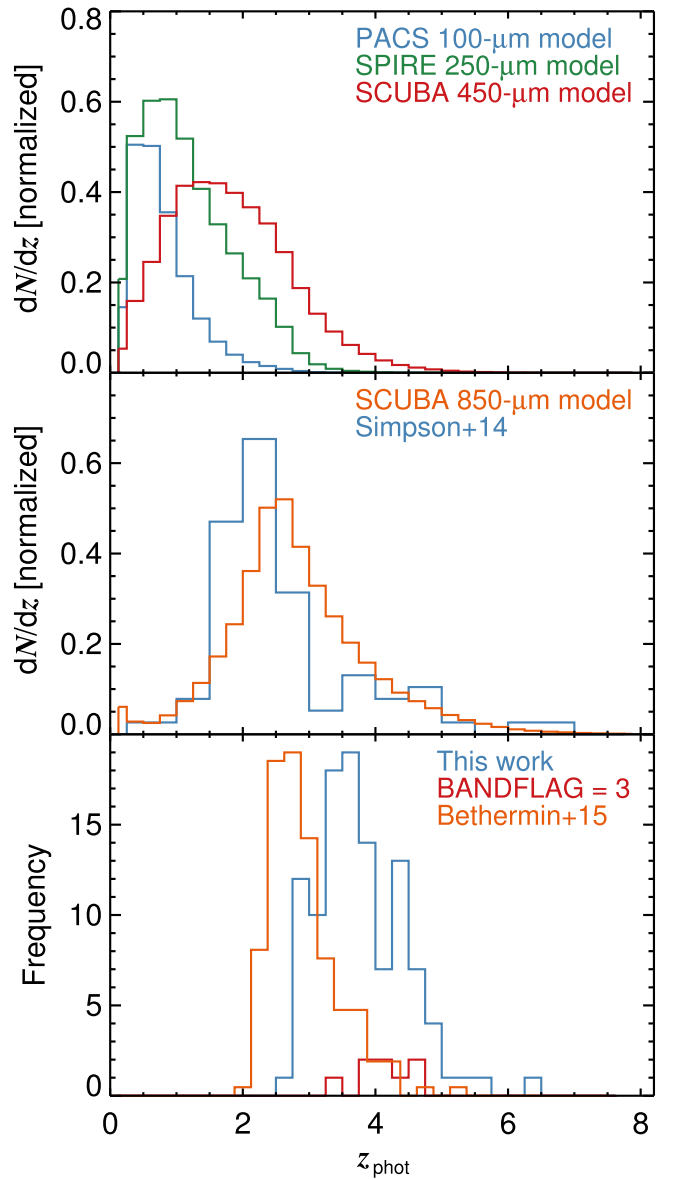 0.8
PACS 100-μm model
SPIRE 250-μm model
SCUBA 450-μm model
0.6
0.4
0.2
0.0
dN/dz [normalized]
SCUBA 850-μm model
Simpson+14
0.6
0.4
0.2
0.0
dN/dz [normalized]
This work
BANDFLAG = 3
Bethermin+15
15
10
5
0
Frequency
0 2 4 6 8
z phot